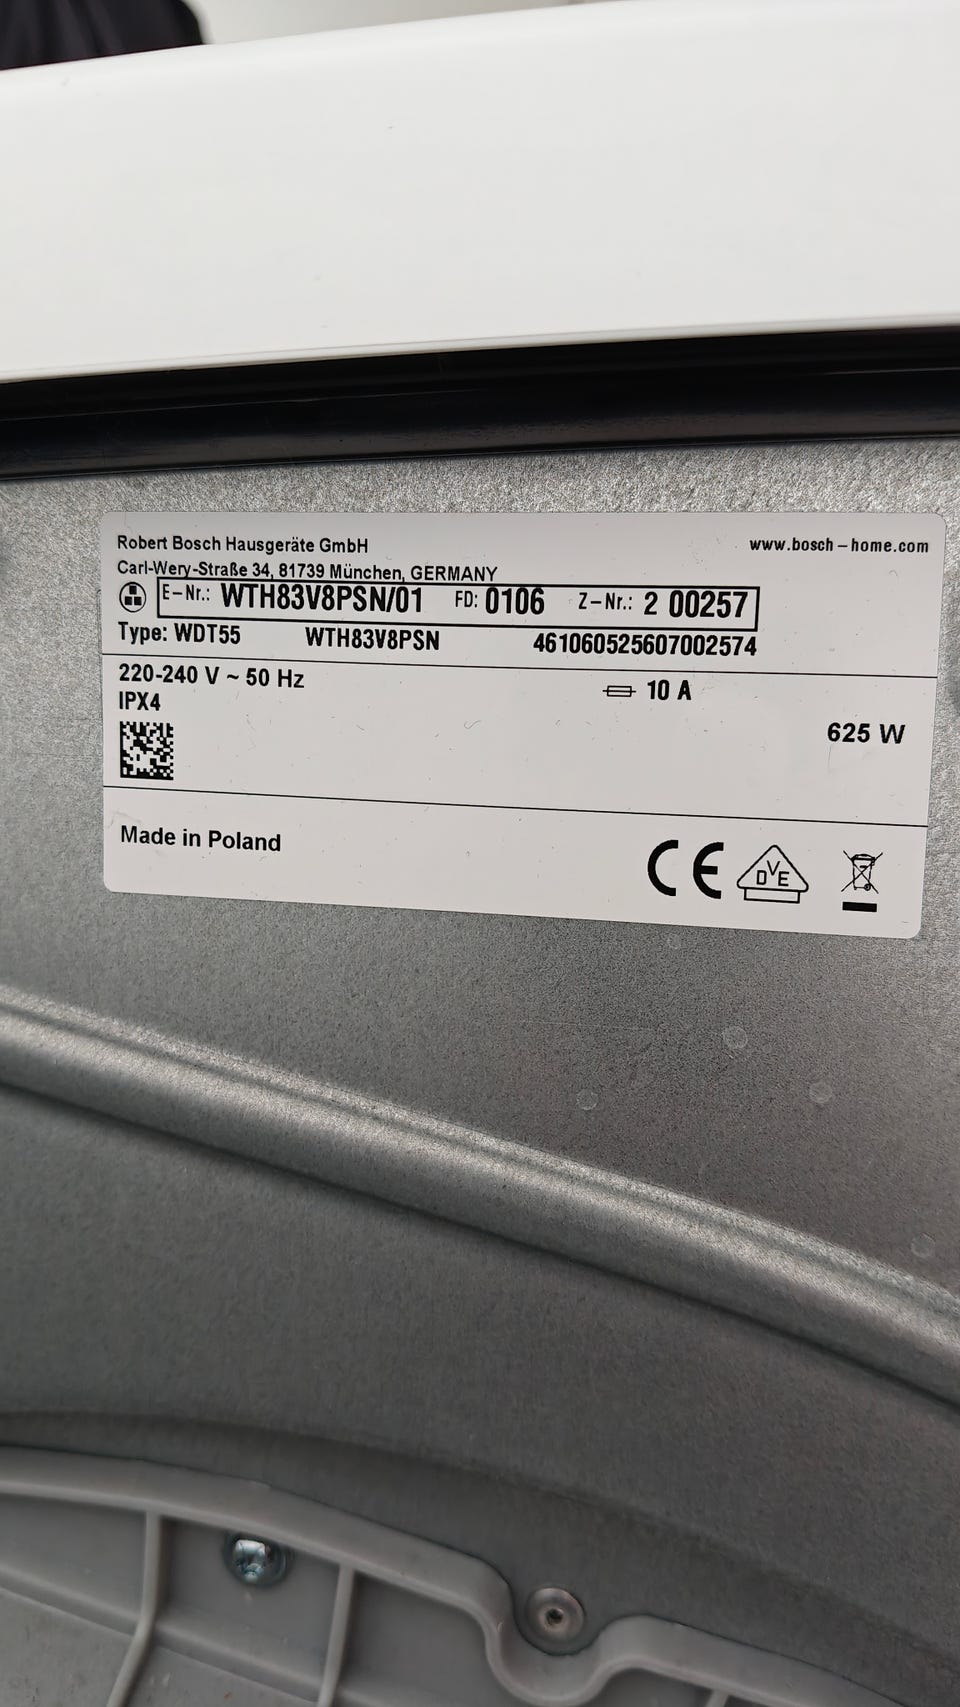 Robert Bosch Hausgeräte GmbH www.bosch-home.com
Carl-Wery-Straße 34, 81739 München, GERMANY
E-Nr.: WTH83V8PSN/01 FD: 0106 Z-Nr.: 2 00257
Type: WDT55 WTH83V8PSN 461060525607002574
220-240 V ~ 50 Hz 10 A
IPX4
625 W
Made in Poland
CE
DVE